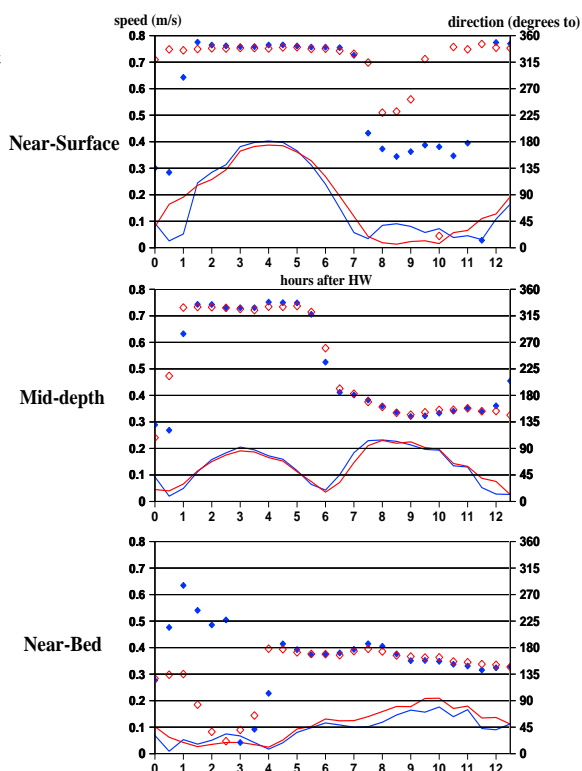 speed (m/s) direction (degrees to)
Near-Surface
0.8 0.7 0.6 0.5 0.4 0.3 0.2 0.1 0
360 315 270 225 180 135 90 45 0
0 1 2 3 4 5 6 7 8 9 10 11 12
hours after HW
Mid-depth
0.8 0.7 0.6 0.5 0.4 0.3 0.2 0.1 0
360 315 270 225 180 135 90 45 0
0 1 2 3 4 5 6 7 8 9 10 11 12
Near-Bed
0.8 0.7 0.6 0.5 0.4 0.3 0.2 0.1 0
360 315 270 225 180 135 90 45 0
0 1 2 3 4 5 6 7 8 9 10 11 12